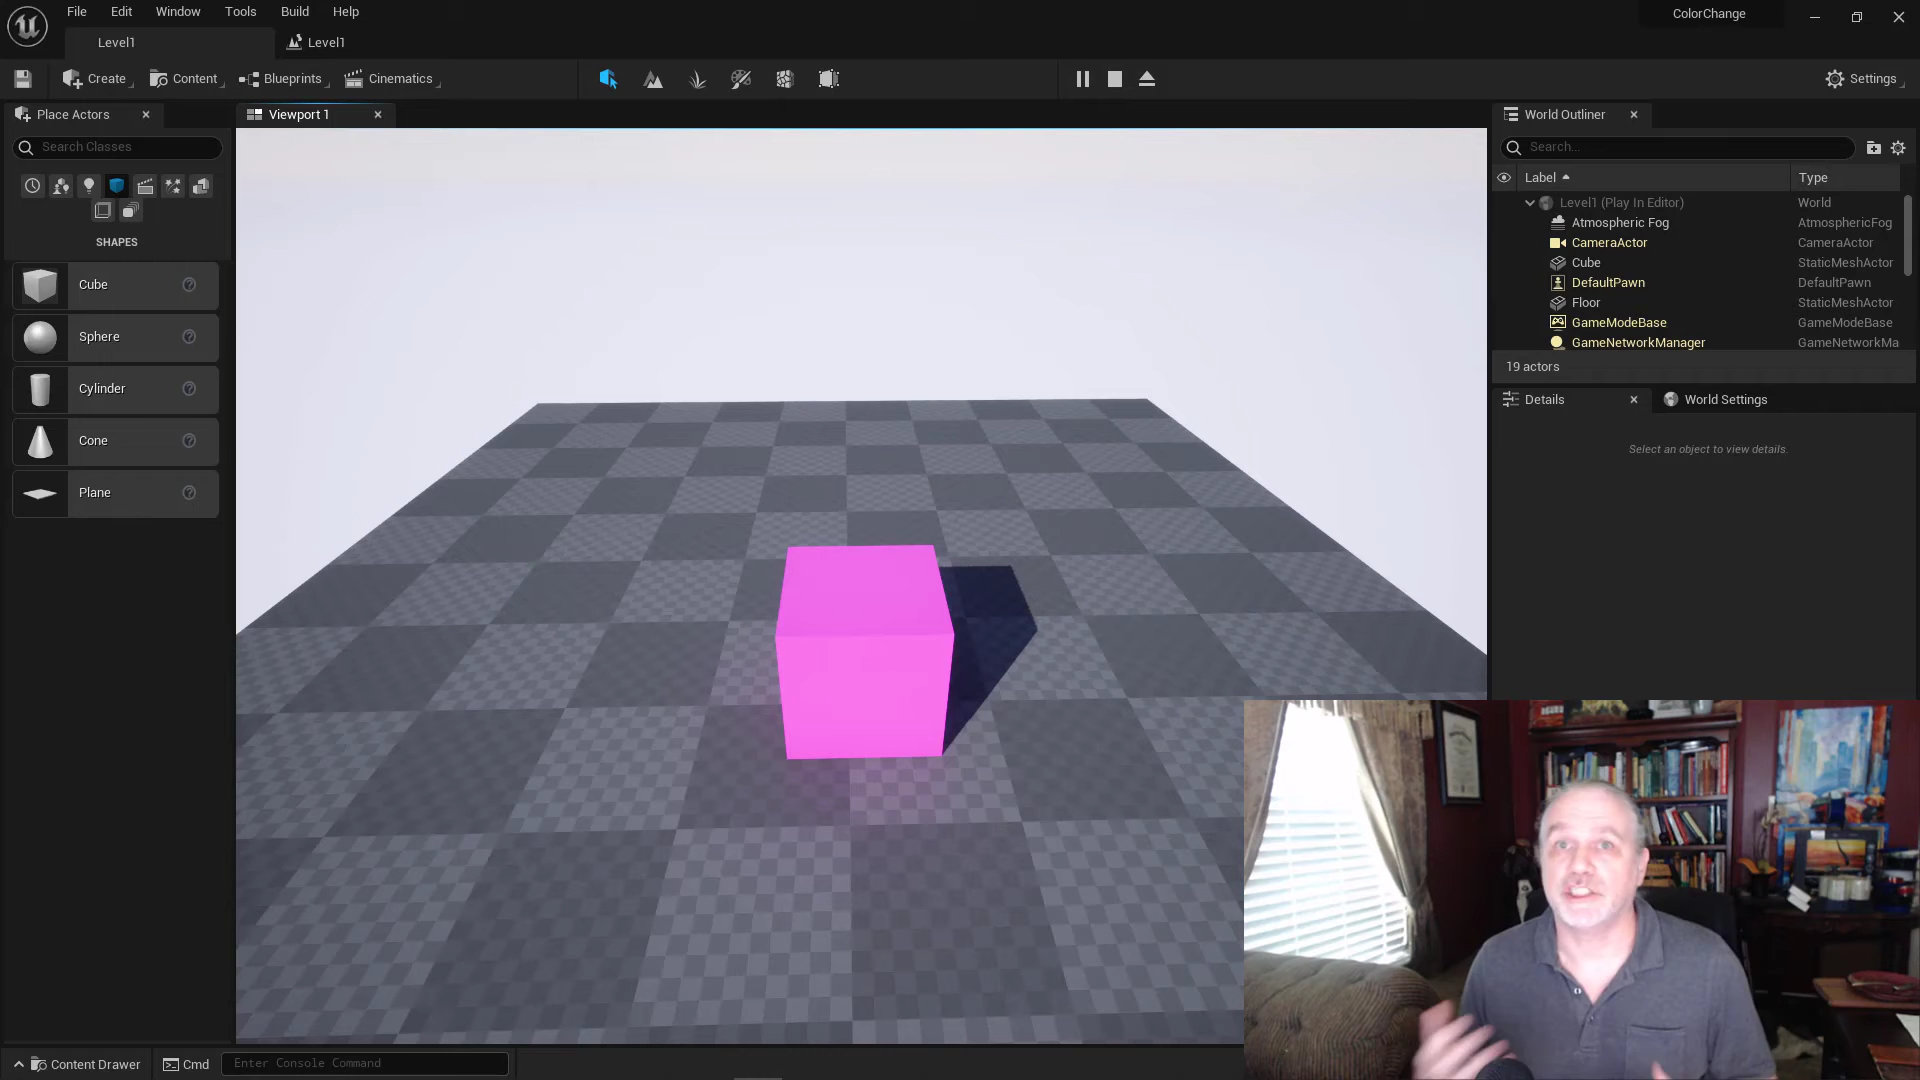 File Edit Window Tools Build Help
ColorChange
Level1
Level1
Create
Content
Blueprints
Cinematics
Settings
Place Actors
Viewport 1
World Outliner
Search Classes
Search...
Label
Type
SHAPES
Cube
Sphere
Cylinder
Cone
Plane
Level1 (Play In Editor) World
Atmospheric Fog AtmosphericFog
CameraActor CameraActor
Cube StaticMeshActor
DefaultPawn DefaultPawn
Floor StaticMeshActor
GameModeBase GameModeBase
GameNetworkManager GameNetworkMa
19 actors
Details
World Settings
Select an object to view details.
Content Drawer
Cmd
Enter Console Command